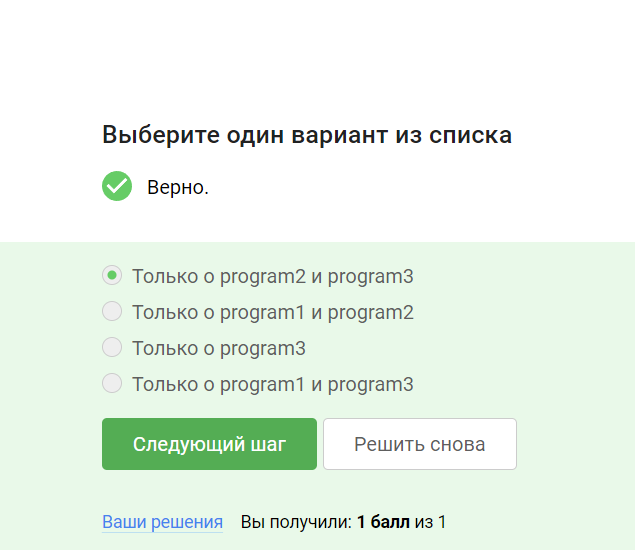 Выберите один вариант из списка
Верно.
Только о program2 и program3
Только о program1 и program2
Только о program3
Только о program1 и program3
Следующий шаг Решить снова
Ваши решения Вы получили: 1 балл из 1